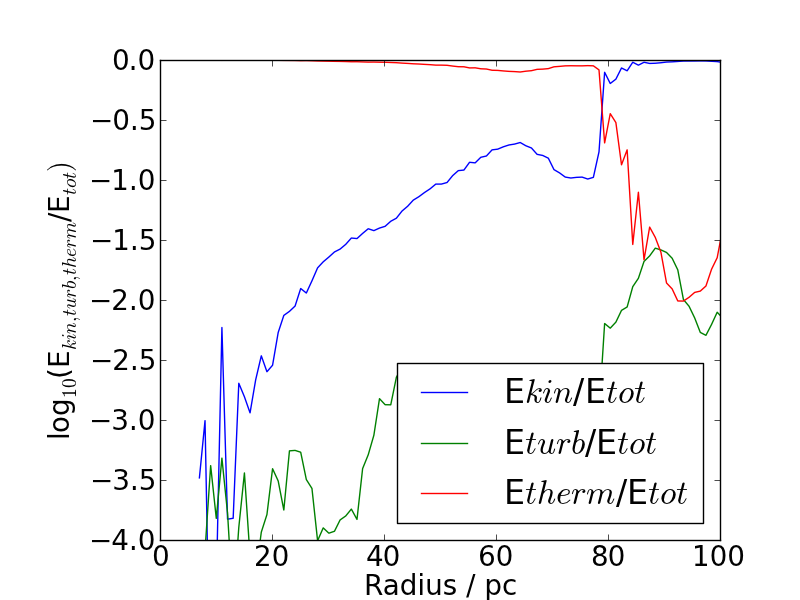 0.0
−0.5
−1.0
−1.5
−2.0
−2.5
−3.0
−3.5
−4.0
log10(Ekin,turb,therm/Etot)
Ekin/Etot
Eturb/Etot
Etherm/Etot
0 20 40 60 80 100
Radius / pc